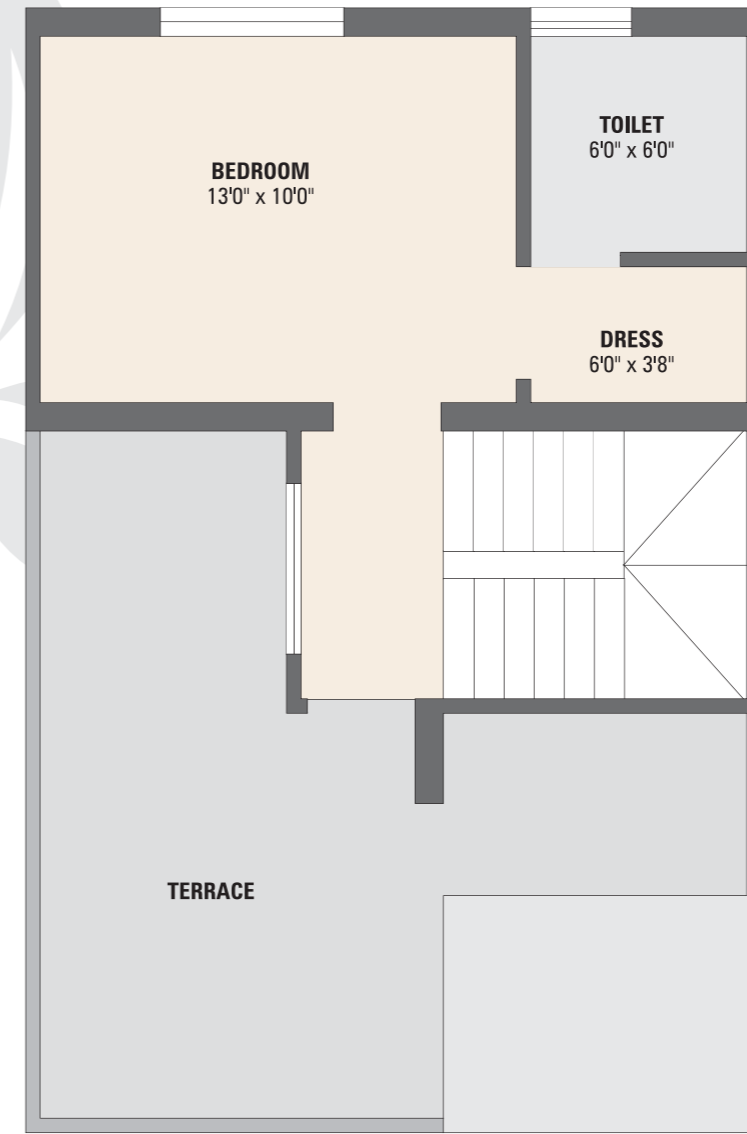 BEDROOM
13'0" x 10'0"
TOILET
6'0" x 6'0"
DRESS
6'0" x 3'8"
TERRACE